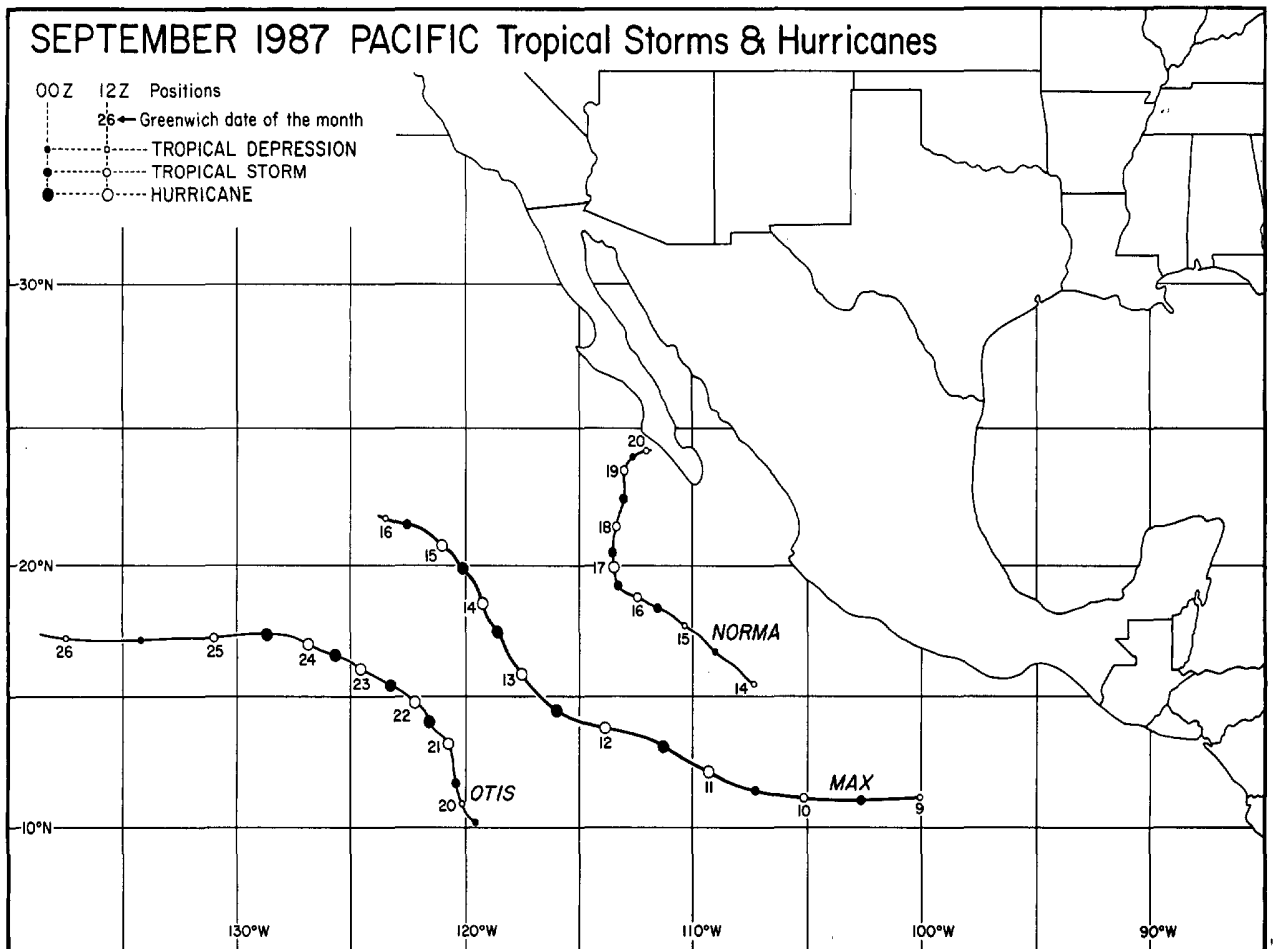 SEPTEMBER 1987 PACIFIC Tropical Storms & Hurricanes
00Z 12Z Positions
26 Greenwich date of the month
TROPICAL DEPRESSION
TROPICAL STORM
HURRICANE
30°N
20
19
16
18
15
20°N
17
14
16
15
NORMA
26
25
24
13
14
23
22
21
12
11
MAX
20
OTIS
10
9
10°N
130°W
120°W
110°W
100°W
90°W